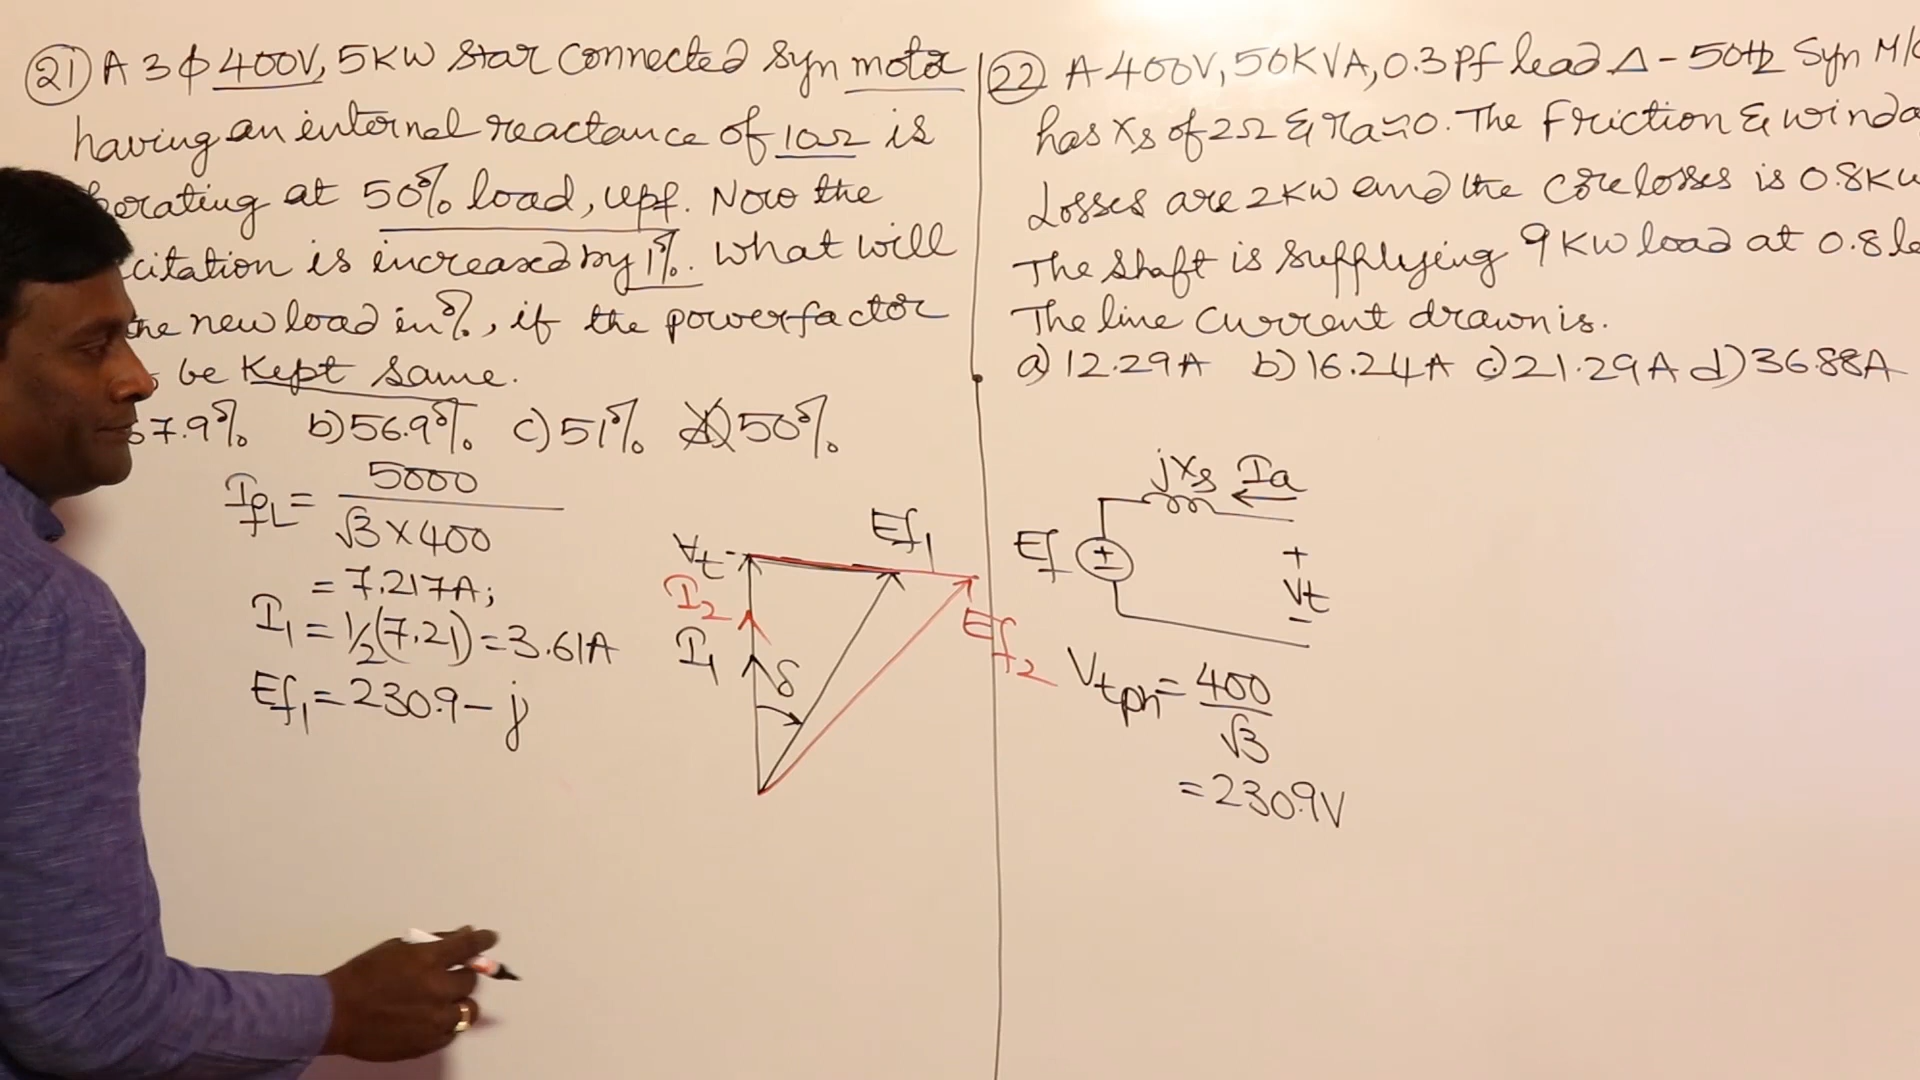 21) A 3ϕ 400V, 5KW star connected syn motor
having an internal reactance of 10Ω is
erating at 50% load, upf. Now the
citation is increased by 1%. What will
the new load in %, if the powerfactor
be kept same.
67.9% b) 56.9% c) 51% d) 50%
IfL = 5000 / √3 × 400
= 7.217A;
I1 = 1/2(7.21) = 3.61A
Ef1 = 230.9 - j
Vt
I2
I1
δ
Ef1
Ef2
22) A 400V, 50KVA, 0.3 Pf lead Δ - 50Hz Syn M/C
has Xs of 2Ω & ra≈0. The Friction & winda
Losses are 2KW and the Core losses is 0.8KW
The shaft is supplying 9KW load at 0.8 le
The line current drawn is.
a) 12.29A b) 16.24A c) 21.29A d) 36.88A
jXs Ia
Ef
±
+
Vt
-
Vtph = 400 / √3
= 230.9V